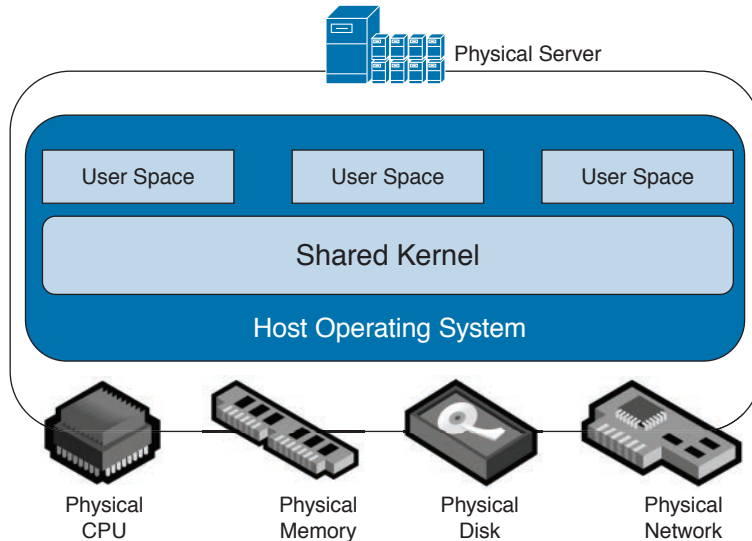 Physical Server
User Space
User Space
User Space
Shared Kernel
Host Operating System
Physical
CPU
Physical
Memory
Physical
Disk
Physical
Network